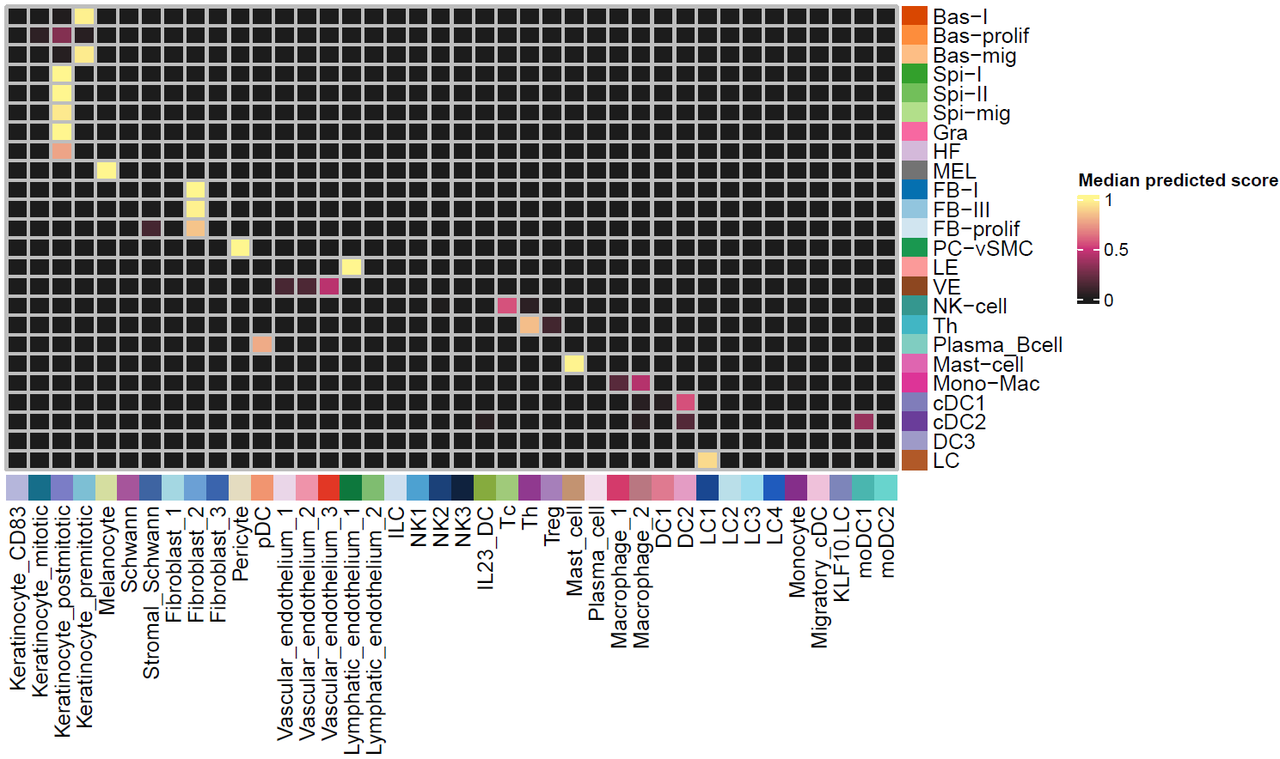 Bas−I
Bas−prolif
Bas−mig
Spi−I
Spi−II
Spi−mig
Gra
HF
MEL
FB−I
FB−III
FB−prolif
PC−vSMC
LE
VE
NK−cell
Th
Plasma_Bcell
Mast−cell
Mono−Mac
cDC1
cDC2
DC3
LC
Median predicted score
1
0.5
0
Keratinocyte_CD83
Keratinocyte_mitotic
Keratinocyte_postmitotic
Keratinocyte_premitotic
Melanocyte
Schwann
Stromal_Schwann
Fibroblast_1
Fibroblast_2
Fibroblast_3
Pericyte
pDC
Vascular_endothelium_1
Vascular_endothelium_2
Vascular_endothelium_3
Lymphatic_endothelium_1
Lymphatic_endothelium_2
ILC
NK1
NK2
NK3
IL23_DC
Tc
Th
Treg
Mast_cell
Plasma_cell
Macrophage_1
Macrophage_2
DC1
DC2
LC1
LC2
LC3
LC4
Monocyte
Migratory_cDC
KLF10.LC
moDC1
moDC2